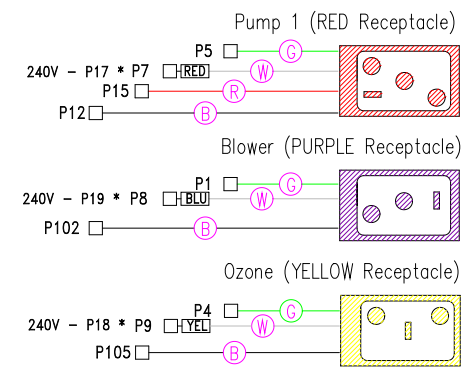 Pump 1 (RED Receptacle)
P5 G
240V - P17 * P7 RED W
P15 R
P12 B
Blower (PURPLE Receptacle)
P1 G
240V - P19 * P8 BLU W
P102 B
Ozone (YELLOW Receptacle)
P4 G
240V - P18 * P9 YEL W
P105 B